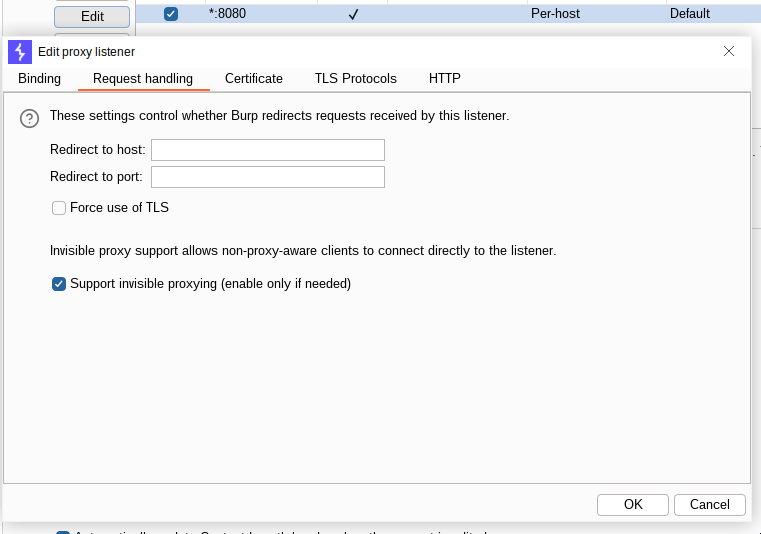 Edit *:8080 Per-host Default
Edit proxy listener
Binding Request handling Certificate TLS Protocols HTTP
These settings control whether Burp redirects requests received by this listener.
Redirect to host:
Redirect to port:
Force use of TLS
Invisible proxy support allows non-proxy-aware clients to connect directly to the listener.
Support invisible proxying (enable only if needed)
OK Cancel